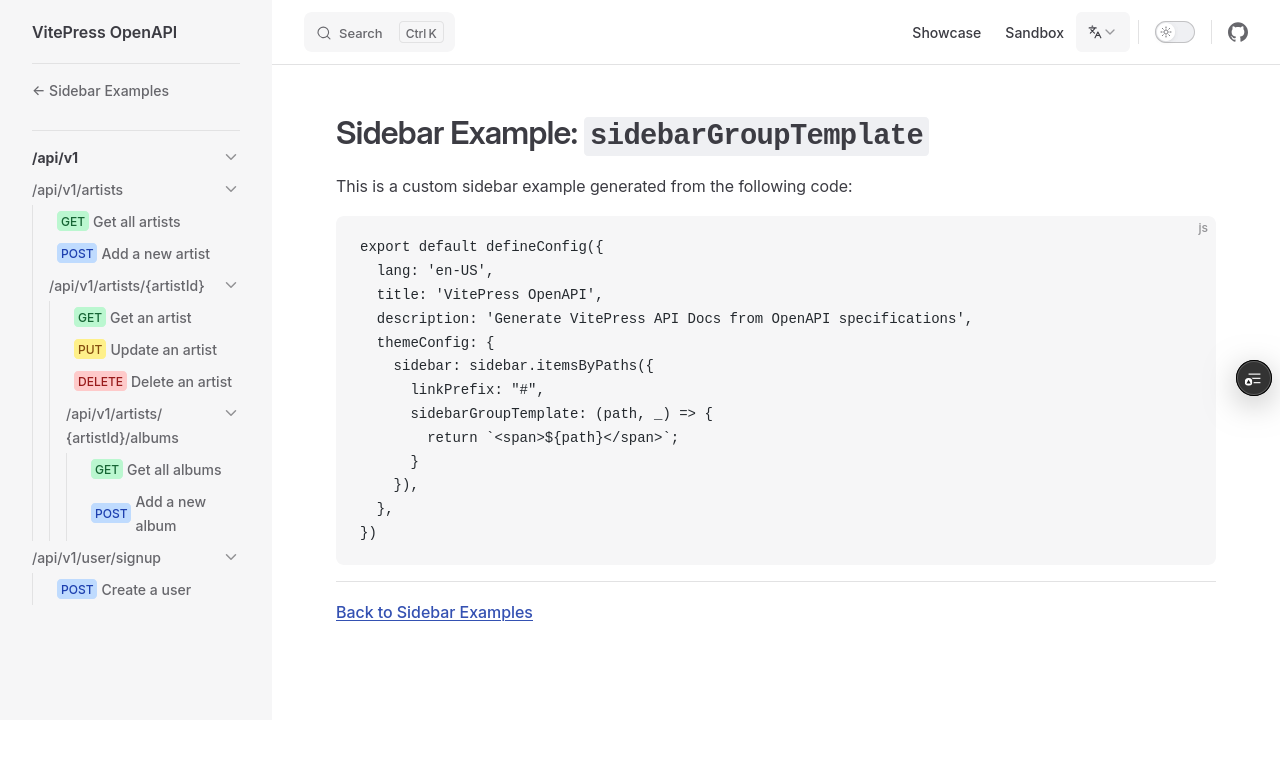 VitePress OpenAPI
Search
Ctrl K
Showcase
Sandbox
← Sidebar Examples
/api/v1
/api/v1/artists
GET Get all artists
POST Add a new artist
/api/v1/artists/{artistId}
GET Get an artist
PUT Update an artist
DELETE Delete an artist
/api/v1/artists/
{artistId}/albums
GET Get all albums
POST Add a new
album
/api/v1/user/signup
POST Create a user
Sidebar Example: sidebarGroupTemplate
This is a custom sidebar example generated from the following code:
js
export default defineConfig({
  lang: 'en-US',
  title: 'VitePress OpenAPI',
  description: 'Generate VitePress API Docs from OpenAPI specifications',
  themeConfig: {
    sidebar: sidebar.itemsByPaths({
      linkPrefix: "#",
      sidebarGroupTemplate: (path, _) => {
        return `<span>${path}</span>`;
      }
    }),
  },
})
Back to Sidebar Examples